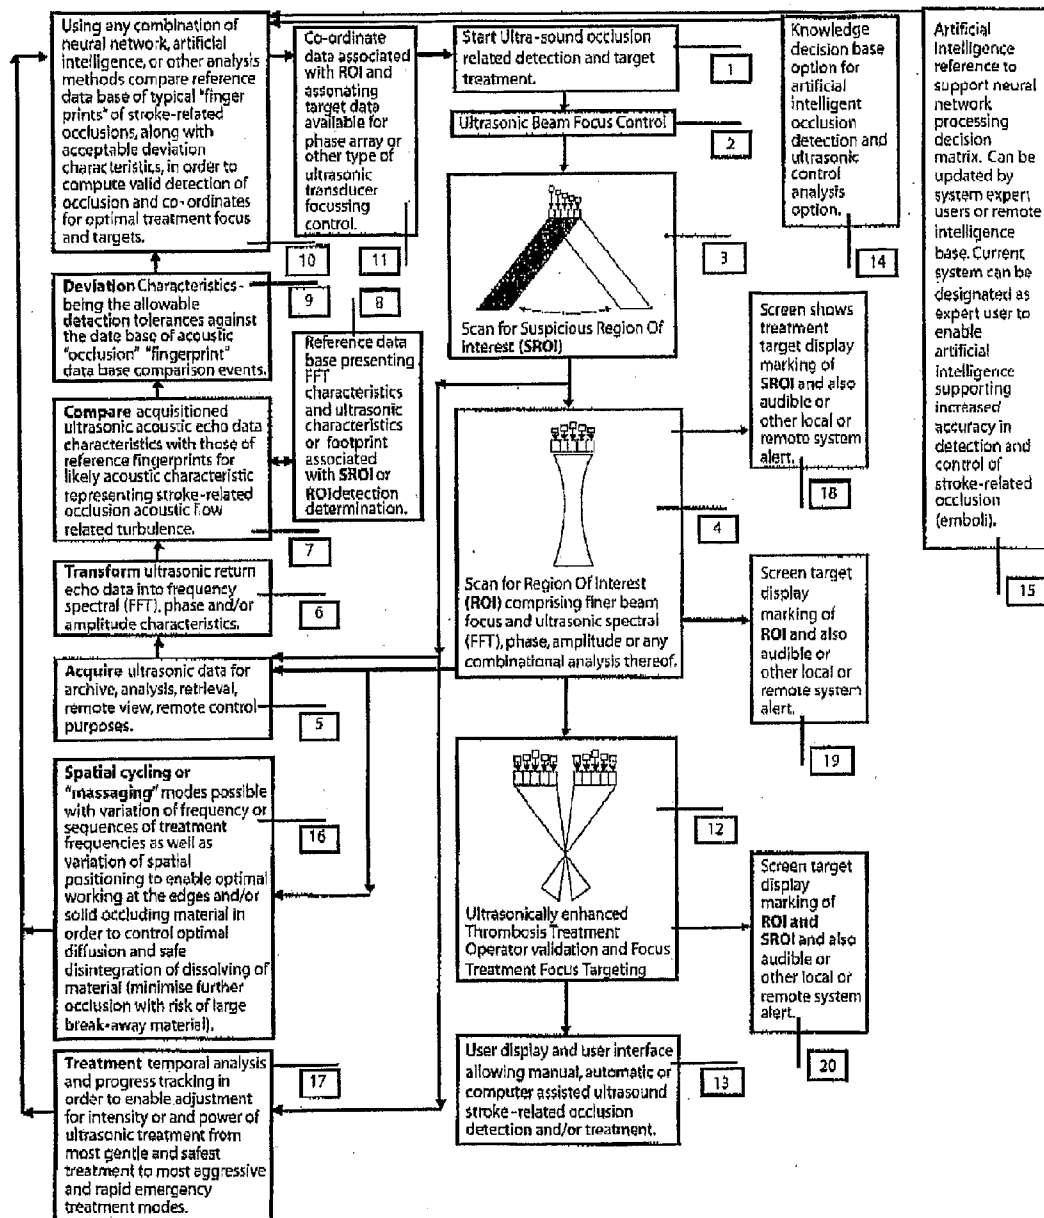 Using any combination of
neural network, artificial
intelligence, or other analysis
methods compare reference
data base of typical "finger
prints" of stroke-related
occlusions, along with
acceptable deviation
characteristics, in order to
compute valid detection of
occlusion and co-ordinates
for optimal treatment focus
and targets.
10
Co-ordinate
data associated
with ROI and
assonating
target data
available for
phase array or
other type of
ultrasonic
transducer
focussing
control.
11
Start Ultra-sound occlusion
related detection and target
treatment.
1
Ultrasonic Beam Focus Control
2
Scan for Suspicious Region Of
Interest (SROI)
3
Knowledge
decision base
option for
artificial
intelligent
occlusion
detection and
ultrasonic
control
analysis
option.
14
Artificial
Intelligence
reference to
support neural
network
processing
decision
matrix. Can be
updated by
system expert
users or remote
intelligence
base. Current
system can be
designated as
expert user to
enable
artificial
intelligence
supporting
increased
accuracy in
detection and
control of
stroke-related
occlusion
(emboli).
15
Deviation Characteristics-
being the allowable
detection tolerances against
the date base of acoustic
"occlusion" "fingerprint"
data base comparison events.
9
8
Reference data
base presenting
FFT
characteristics
and ultrasonic
characteristics
or footprint
associated
with SROI or
ROI detection
determination.
Compare acquisitioned
ultrasonic acoustic echo data
characteristics with those of
reference fingerprints for
likely acoustic characteristic
representing stroke-related
occlusion acoustic flow
related turbulence.
7
Transform ultrasonic return
echo data into frequency
spectral (FFT), phase and/or
amplitude characteristics.
6
Acquire ultrasonic data for
archive, analysis, retrieval,
remote view, remote control
purposes.
5
Scan for Region Of Interest
(ROI) comprising finer beam
focus and ultrasonic spectral
(FFT), phase, amplitude or any
combinational analysis thereof.
4
Screen shows
treatment
target display
marking of
SROI and also
audible or
other local or
remote system
alert.
18
Screen target
display
marking of
ROI and also
audible or
other local or
remote system
alert.
19
Spatial cycling or
"massaging" modes possible
with variation of frequency or
sequences of treatment
frequencies as well as
variation of spatial
positioning to enable optimal
working at the edges and/or
solid occluding material in
order to control optimal
diffusion and safe
disintegration of dissolving of
material (minimise further
occlusion with risk of large
break-away material).
16
Ultrasonically enhanced
Thrombosis Treatment
Operator validation and Focus
Treatment Focus Targeting
12
Screen target
display
marking of
ROI and
SROI and also
audible or
other local or
remote system
alert.
20
Treatment temporal analysis
and progress tracking in
order to enable adjustment
for intensity or and power of
ultrasonic treatment from
most gentle and safest
treatment to most aggressive
and rapid emergency
treatment modes.
17
User display and user interface
allowing manual, automatic or
computer assisted ultrasound
stroke-related occlusion
detection and/or treatment.
13